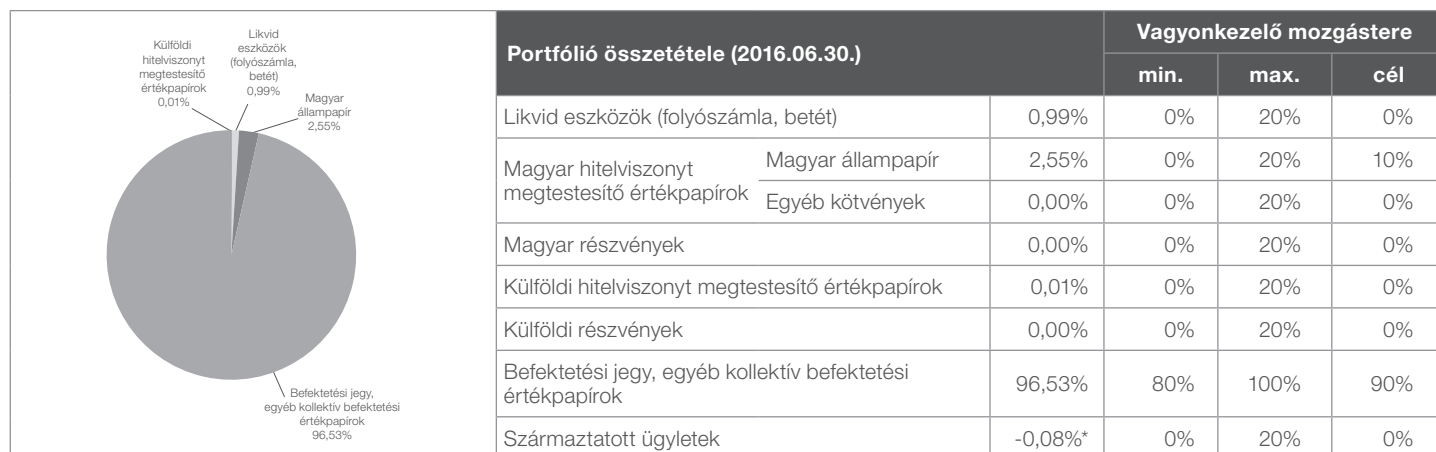 Külföldi
hitelviszonyt
megtestesítő
értékpapírok
0,01%
Likvid
eszközök
(folyószámla,
betét)
0,99%
Magyar
állampapír
2,55%
Befektetési jegy,
egyéb kollektív befektetési
értékpapírok
96,53%
Portfólió összetétele (2016.06.30.) Vagyonkezelő mozgástere
min. max. cél
Likvid eszközök (folyószámla, betét) 0,99% 0% 20% 0%
Magyar hitelviszonyt
megtestesítő értékpapírok
Magyar állampapír 2,55% 0% 20% 10%
Egyéb kötvények 0,00% 0% 20% 0%
Magyar részvények 0,00% 0% 20% 0%
Külföldi hitelviszonyt megtestesítő értékpapírok 0,01% 0% 20% 0%
Külföldi részvények 0,00% 0% 20% 0%
Befektetési jegy, egyéb kollektív befektetési
értékpapírok 96,53% 80% 100% 90%
Származtatott ügyletek -0,08%* 0% 20% 0%